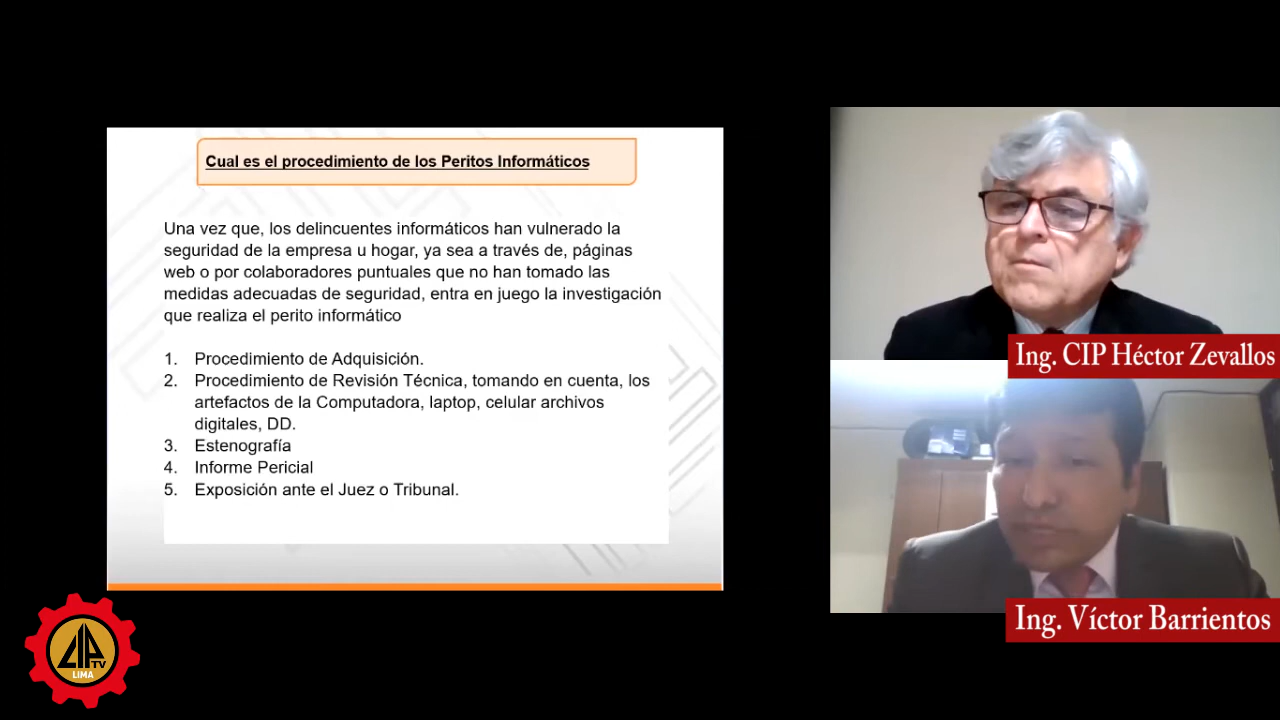 Cual es el procedimiento de los Peritos Informáticos
Una vez que, los delincuentes informáticos han vulnerado la
seguridad de la empresa u hogar, ya sea a través de, páginas
web o por colaboradores puntuales que no han tomado las
medidas adecuadas de seguridad, entra en juego la investigación
que realiza el perito informático
1. Procedimiento de Adquisición.
2. Procedimiento de Revisión Técnica, tomando en cuenta, los
artefactos de la Computadora, laptop, celular archivos
digitales, DD.
3. Estenografía
4. Informe Pericial
5. Exposición ante el Juez o Tribunal.
Ing. CIP Héctor Zevallos
Ing. Víctor Barrientos
CIP
TV
LIMA